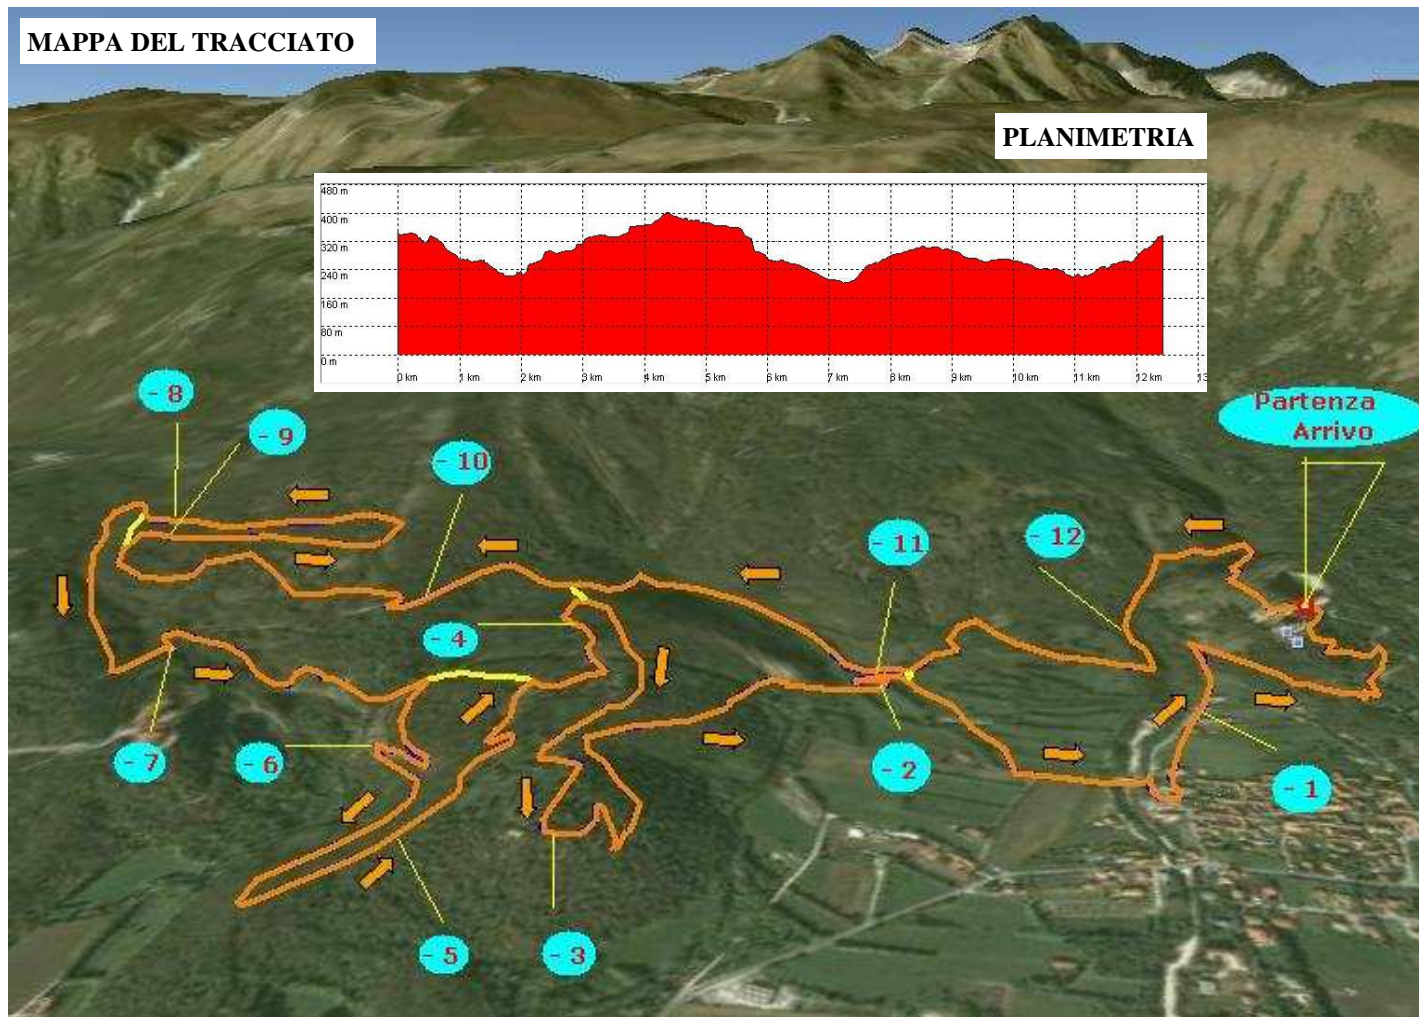 MAPPA DEL TRACCIATO
PLANIMETRIA
480 m
400 m
320 m
240 m
160 m
80 m
0 m
0 km 1 km 2 km 3 km 4 km 5 km 6 km 7 km 8 km 9 km 10 km 11 km 12 km 13
- 8
- 9
- 10
Partenza
Arrivo
- 11
- 12
- 4
- 7
- 6
- 2
- 1
- 5
- 3